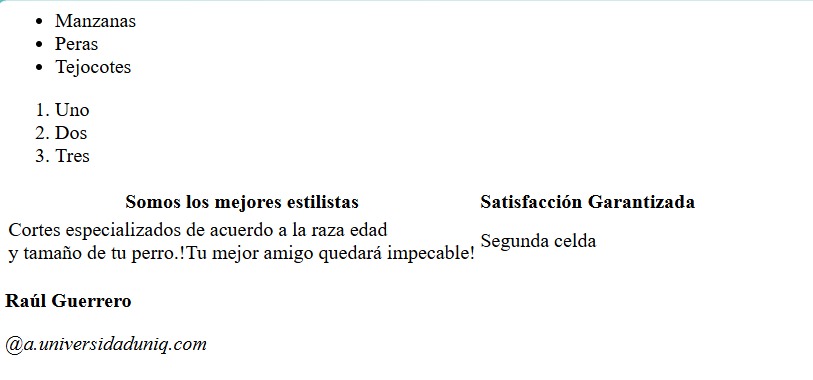 • Manzanas
• Peras
• Tejocotes
1. Uno
2. Dos
3. Tres
Somos los mejores estilistas Satisfacción Garantizada
Cortes especializados de acuerdo a la raza edad
y tamaño de tu perro.!Tu mejor amigo quedará impecable! Segunda celda
Raúl Guerrero
@a.universidaduniq.com